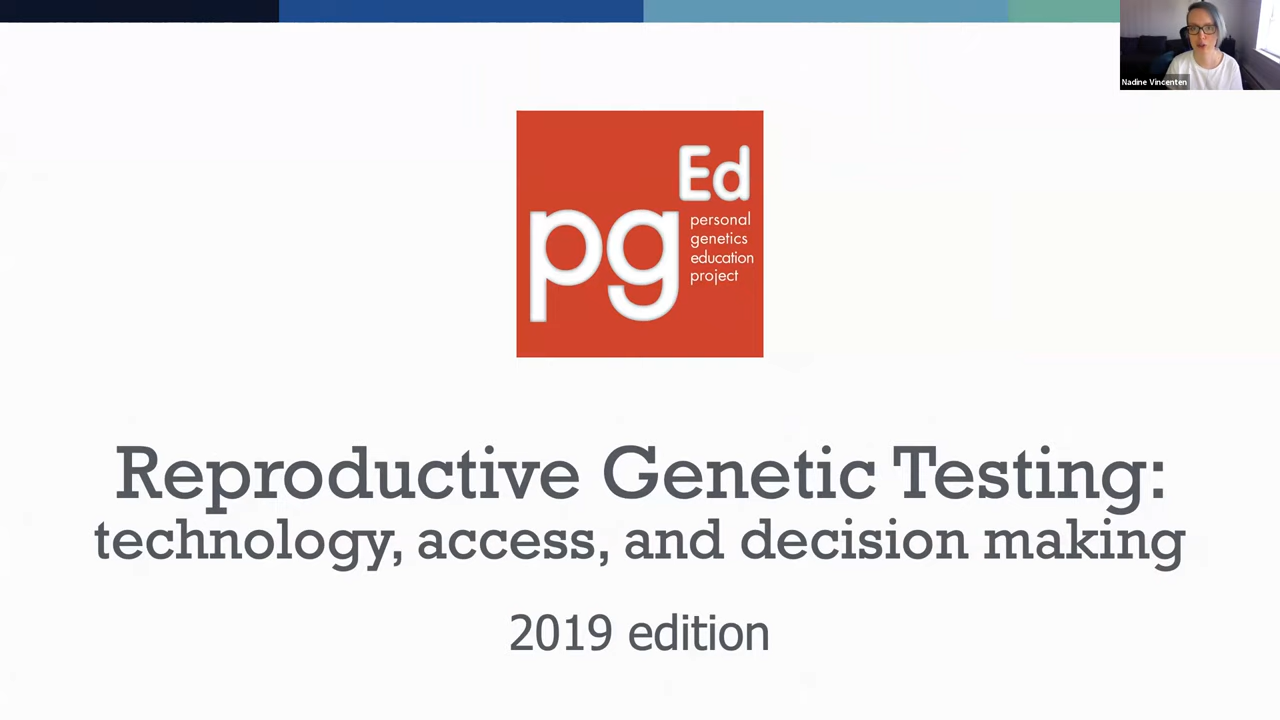 Nadine Vincenten
Ed
pg
personal
genetics
education
project
Reproductive Genetic Testing:
technology, access, and decision making
2019 edition